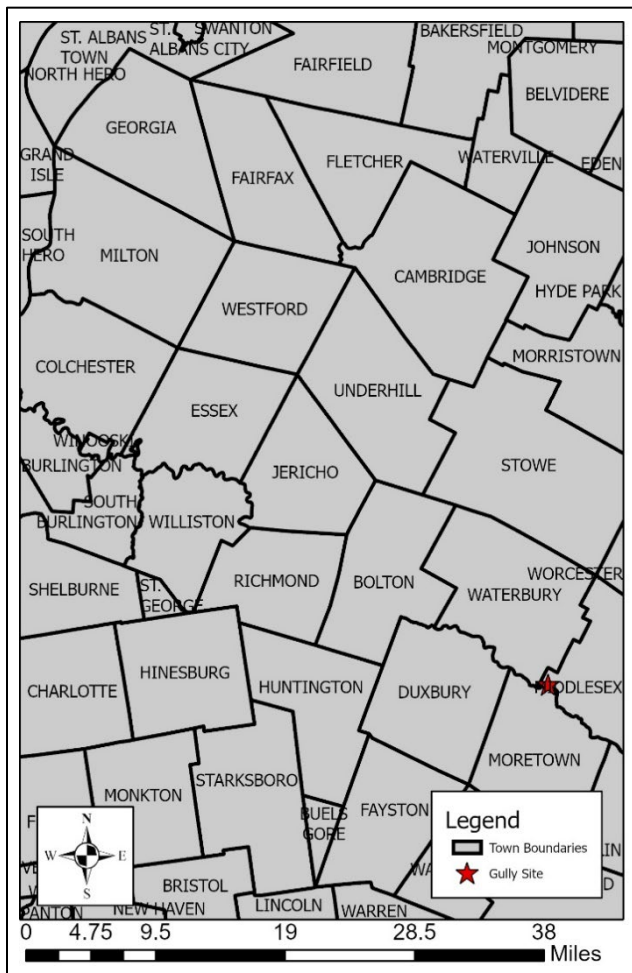 ST. ALBANS
TOWN
ST.
ALBANS CITY
SWANTON
BAKERSFIELD
MONTGOMERY
NORTH HERO
FAIRFIELD
BELVIDERE
GEORGIA
GRAND
ISLE
FAIRFAX
FLETCHER
WATERVILLE
EDEN
SOUTH
HERO
MILTON
CAMBRIDGE
JOHNSON
HYDE PARK
WESTFORD
COLCHESTER
UNDERHILL
MORRISTOWN
ESSEX
WINOOSKI
BURLINGTON
JERICHO
STOWE
SOUTH
BURLINGTON
WILLISTON
SHELBURNE
ST.
GEORGE
RICHMOND
BOLTON
WORCESTER
WATERBURY
HINESBURG
CHARLOTTE
HUNTINGTON
DUXBURY
MIDDLESEX
MORETOWN
STARKSBORO
MONKTON
BUELS
GORE
FAYSTON
BRISTOL
NEW HAVEN
PANTON
LINCOLN
WARREN
N
W
E
S
Legend
Town Boundaries
Gully Site
0 4.75 9.5 19 28.5 38
Miles